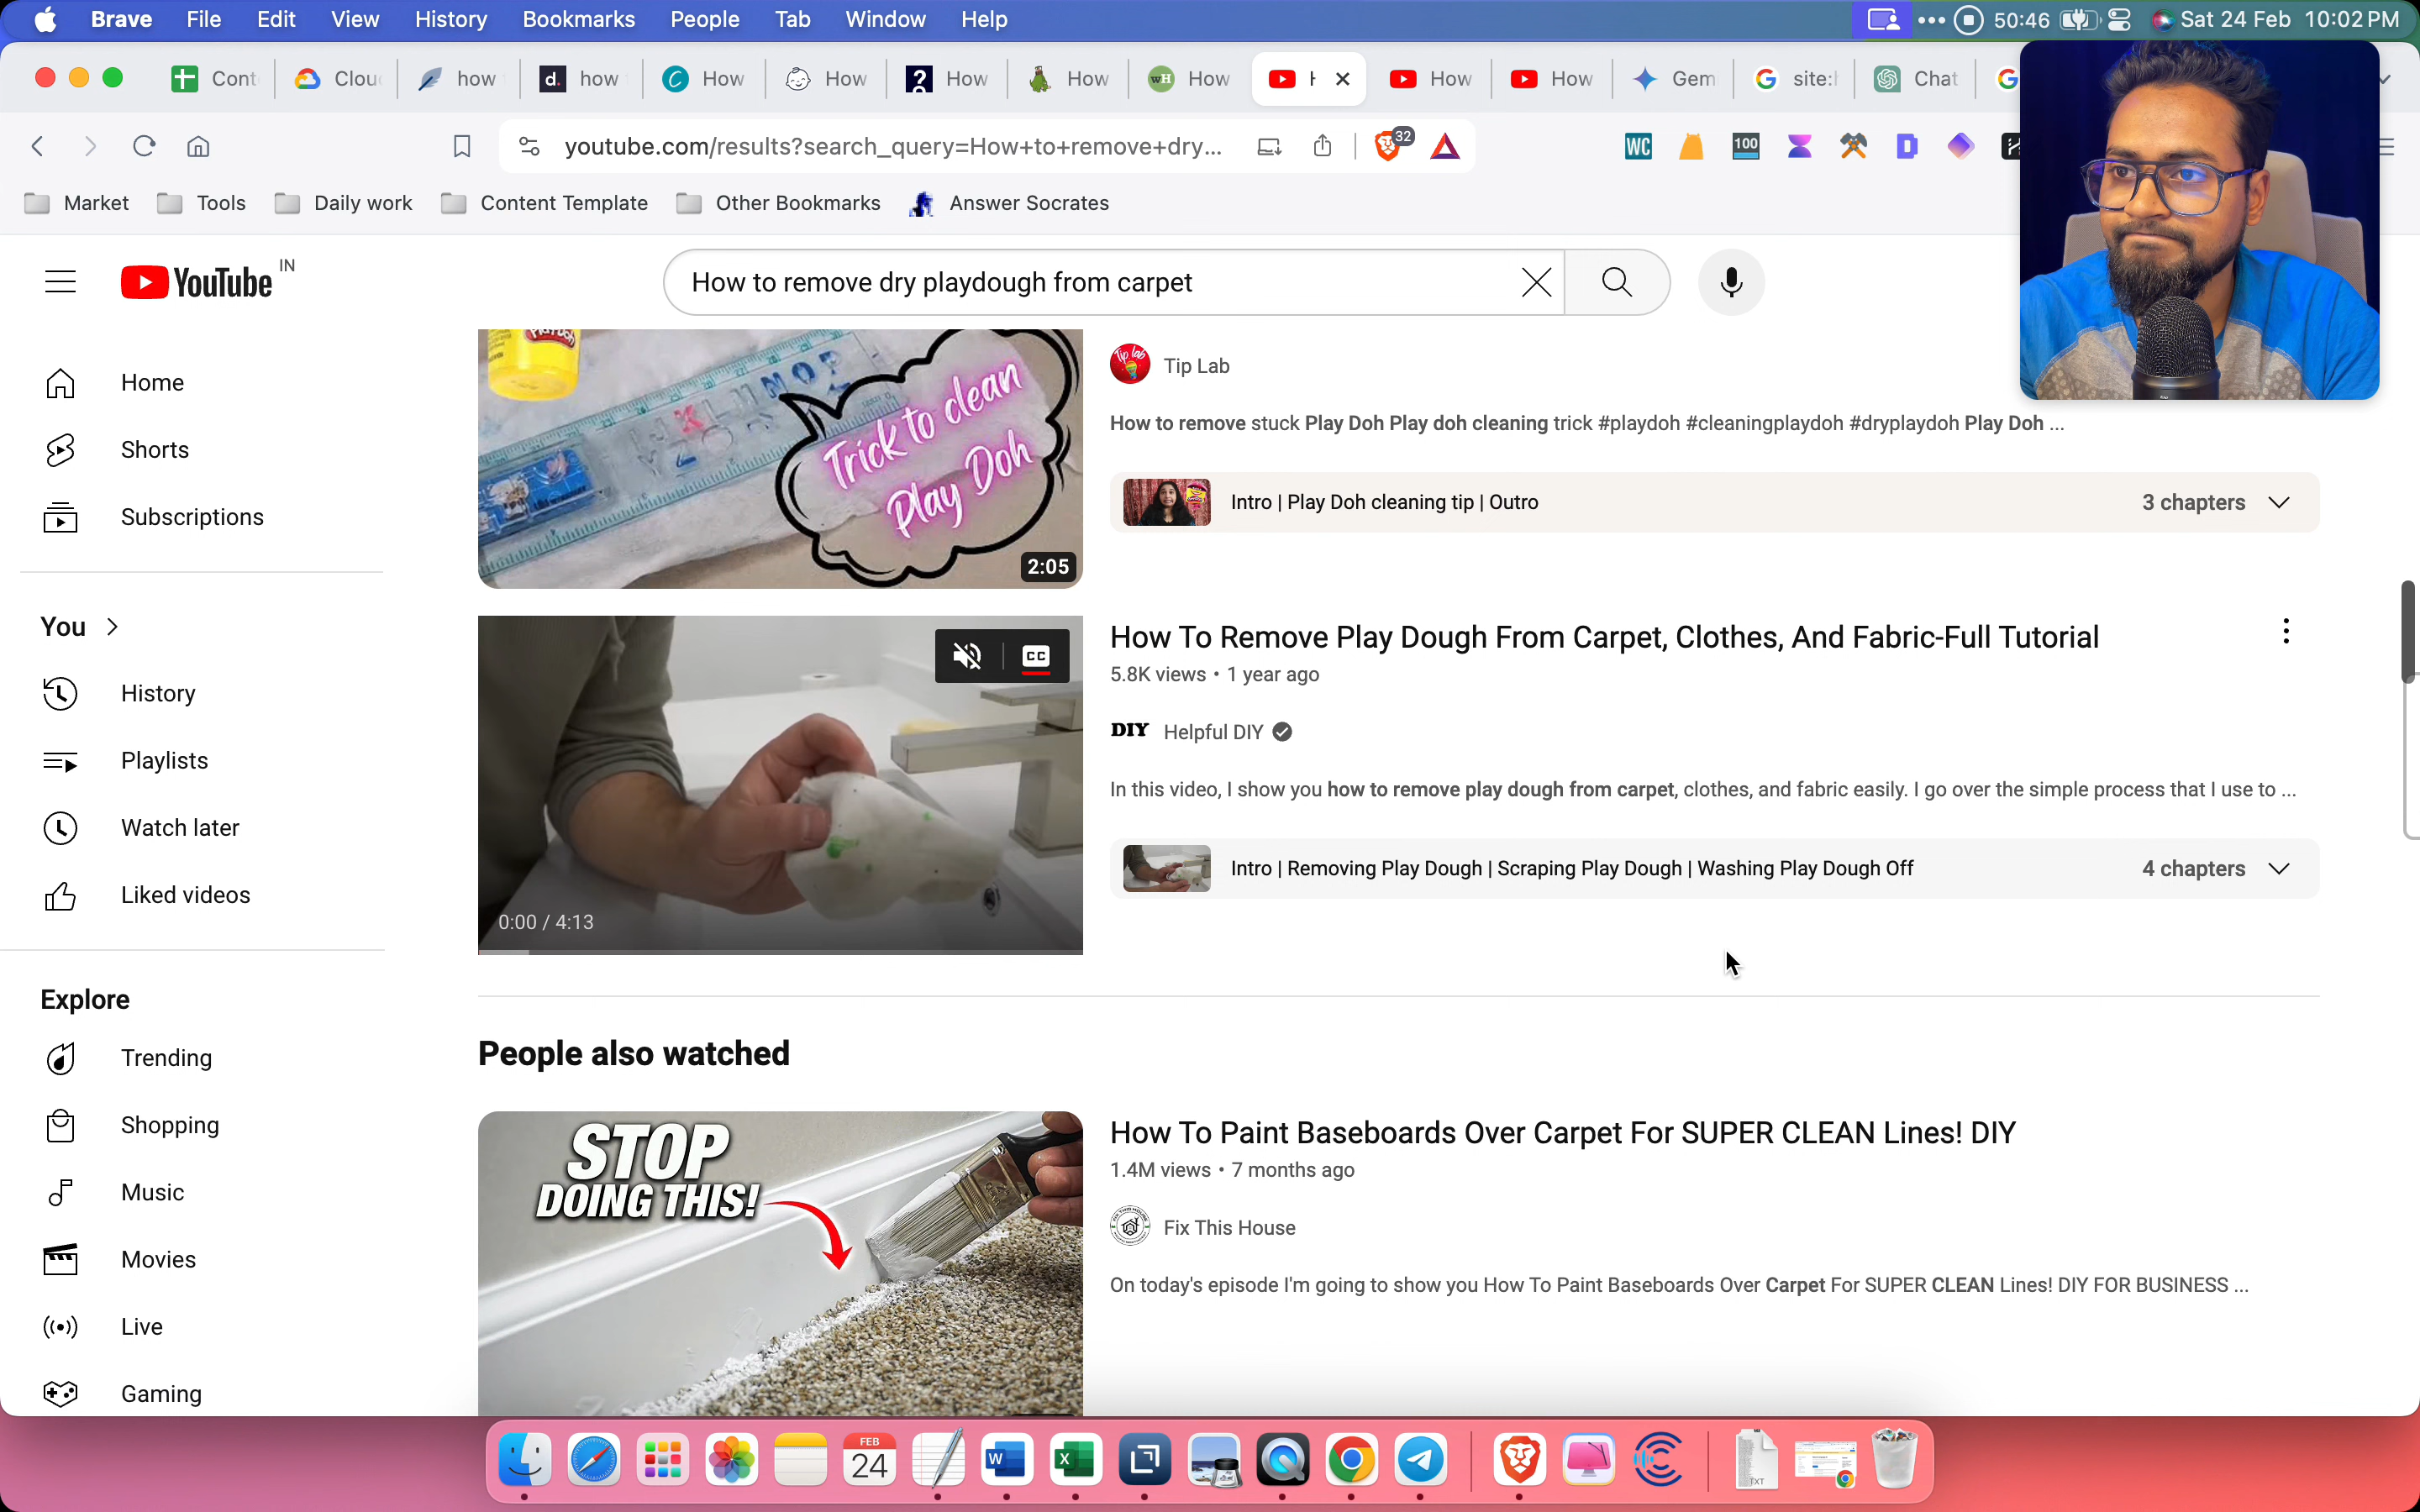 Brave File Edit View History Bookmarks People Tab Window Help 50:46 Sat 24 Feb 10:02 PM
Cont Clou how d. how How How How How wH How H How How Gem site:h Chat
youtube.com/results?search_query=How+to+remove+dry... 32 WC 100
Market Tools Daily work Content Template Other Bookmarks Answer Socrates
YouTube IN
How to remove dry playdough from carpet
Home
Shorts
Subscriptions
You
History
Playlists
Watch later
Liked videos
Explore
Trending
Shopping
Music
Movies
Live
Gaming
Trick to clean
Play Doh
2:05
Tip Lab
How to remove stuck Play Doh Play doh cleaning trick #playdoh #cleaningplaydoh #dryplaydoh Play Doh ...
Intro | Play Doh cleaning tip | Outro
3 chapters
CC
0:00 / 4:13
How To Remove Play Dough From Carpet, Clothes, And Fabric-Full Tutorial
5.8K views • 1 year ago
DIY Helpful DIY
In this video, I show you how to remove play dough from carpet, clothes, and fabric easily. I go over the simple process that I use to ...
Intro | Removing Play Dough | Scraping Play Dough | Washing Play Dough Off
4 chapters
People also watched
STOP
DOING THIS!
How To Paint Baseboards Over Carpet For SUPER CLEAN Lines! DIY
1.4M views • 7 months ago
Fix This House
On today's episode I'm going to show you How To Paint Baseboards Over Carpet For SUPER CLEAN Lines! DIY FOR BUSINESS ...
FEB
24
W
X
TXT